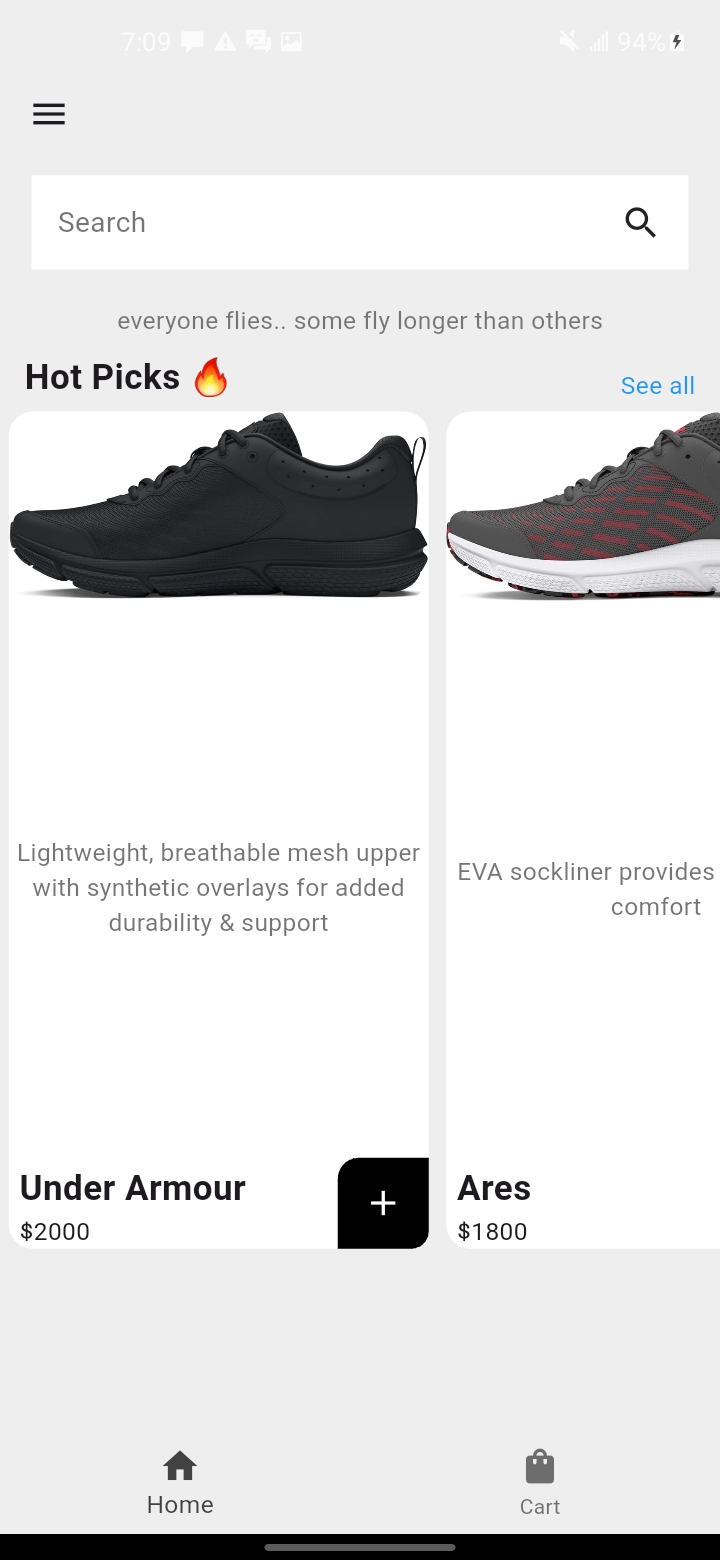 7:09
94%
Search
everyone flies.. some fly longer than others
Hot Picks 🔥
See all
Lightweight, breathable mesh upper
with synthetic overlays for added
durability & support
Under Armour
$2000
EVA sockliner provides
comfort
Ares
$1800
Home
Cart